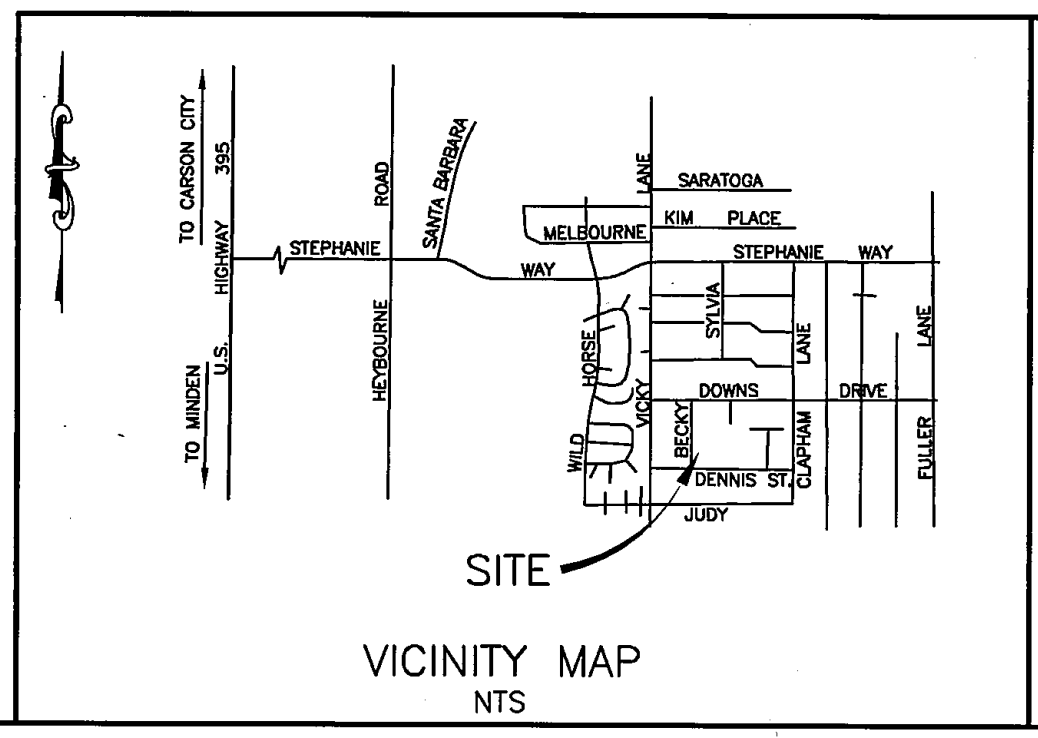 TO CARSON CITY
U.S. HIGHWAY 395
TO MINDEN
STEPHANIE WAY
HEYBOURNE ROAD
SANTA BARBARA
MELBOURNE
VICKY LANE
SARATOGA
KIM PLACE
STEPHANIE WAY
WILD HORSE
SYLVIA
CLAPHAM LANE
FULLER LANE
DOWNS DRIVE
BECKY
DENNIS ST.
JUDY
SITE
VICINITY MAP
NTS